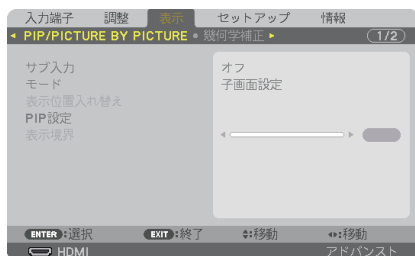 入力端子 調整 表示 セットアップ 情報
◂ PIP/PICTURE BY PICTURE ● 幾何学補正 ▸ 1/2
サブ入力 オフ
モード 子画面設定
表示位置入れ替え
PIP設定
表示境界
ENTER :選択 EXIT :終了 :移動 :移動
HDMI アドバンスト